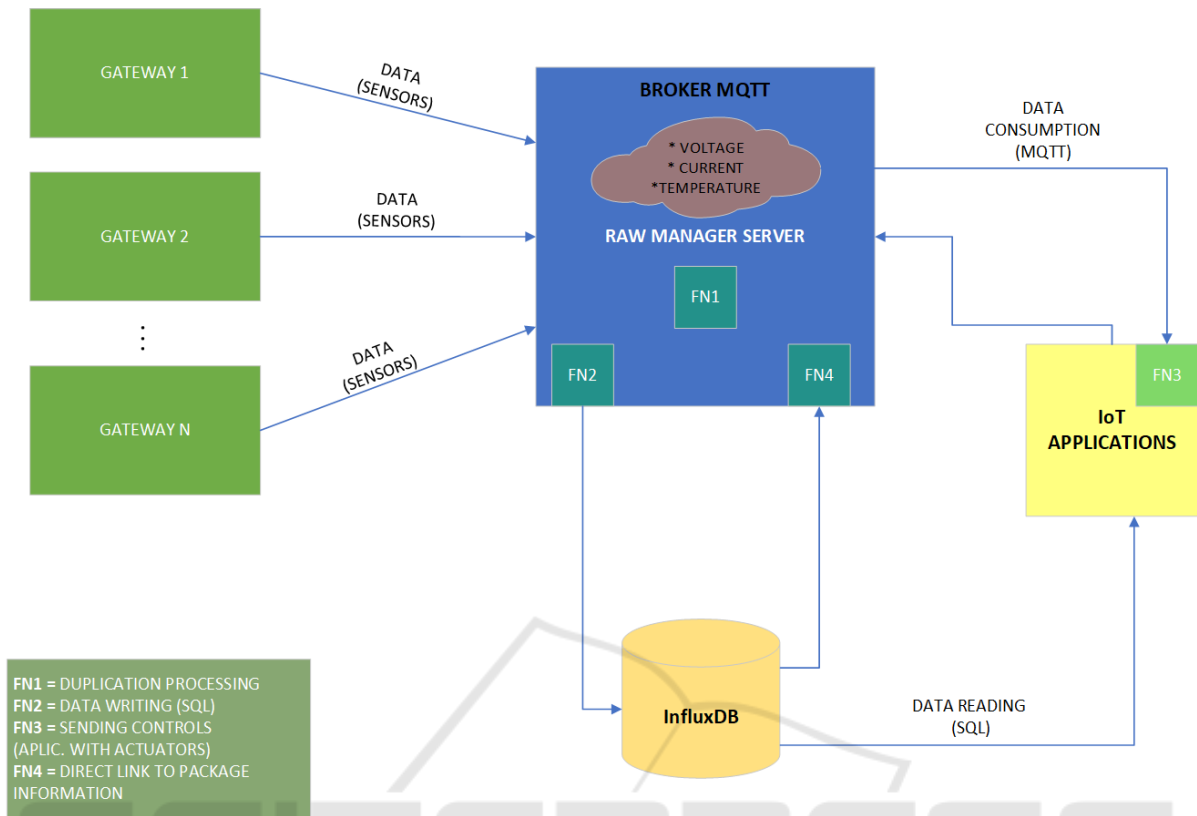 GATEWAY 1
DATA
(SENSORS)
GATEWAY 2
DATA
(SENSORS)
⋮
GATEWAY N
DATA
(SENSORS)
BROKER MQTT
* VOLTAGE
* CURRENT
*TEMPERATURE
RAW MANAGER SERVER
FN1
FN2
FN4
DATA
CONSUMPTION
(MQTT)
FN3
IoT
APPLICATIONS
InfluxDB
DATA READING
(SQL)
FN1 = DUPLICATION PROCESSING
FN2 = DATA WRITING (SQL)
FN3 = SENDING CONTROLS
(APLIC. WITH ACTUATORS)
FN4 = DIRECT LINK TO PACKAGE
INFORMATION